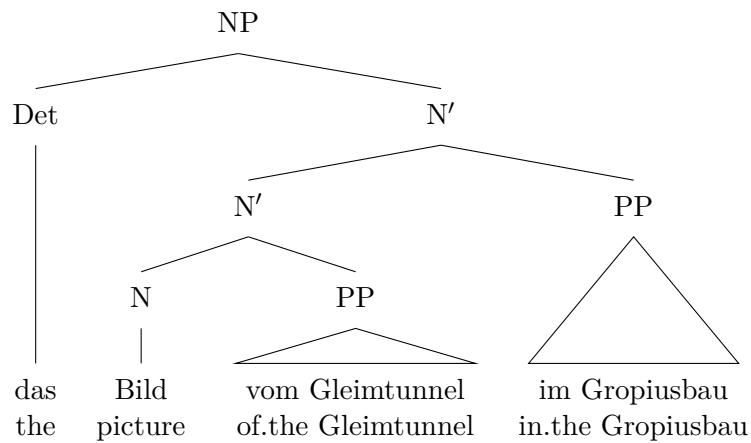 NP
Det N′
N′ PP
N PP
das Bild vom Gleimtunnel im Gropiusbau
the picture of.the Gleimtunnel in.the Gropiusbau